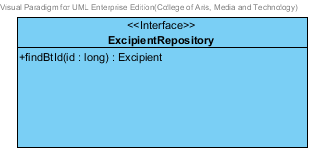 Visual Paradigm for UML Enterprise Edition(College of Arts, Media and Technology)
<<Interface>>
ExcipientRepository
+findBtId(id : long) : Excipient